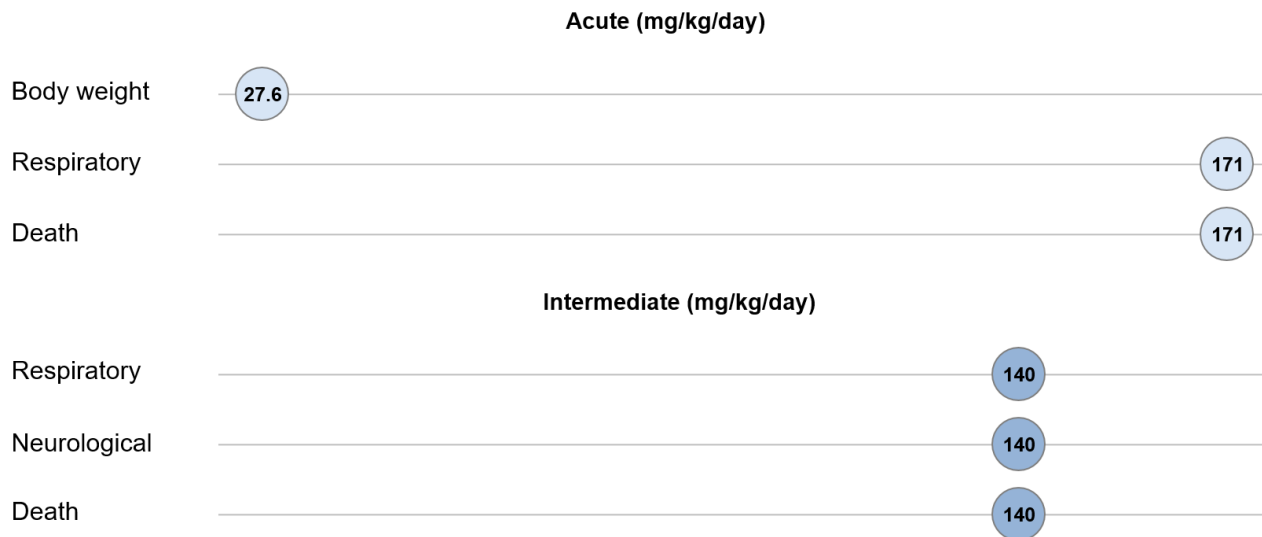 Acute (mg/kg/day)
Body weight 27.6
Respiratory 171
Death 171
Intermediate (mg/kg/day)
Respiratory 140
Neurological 140
Death 140